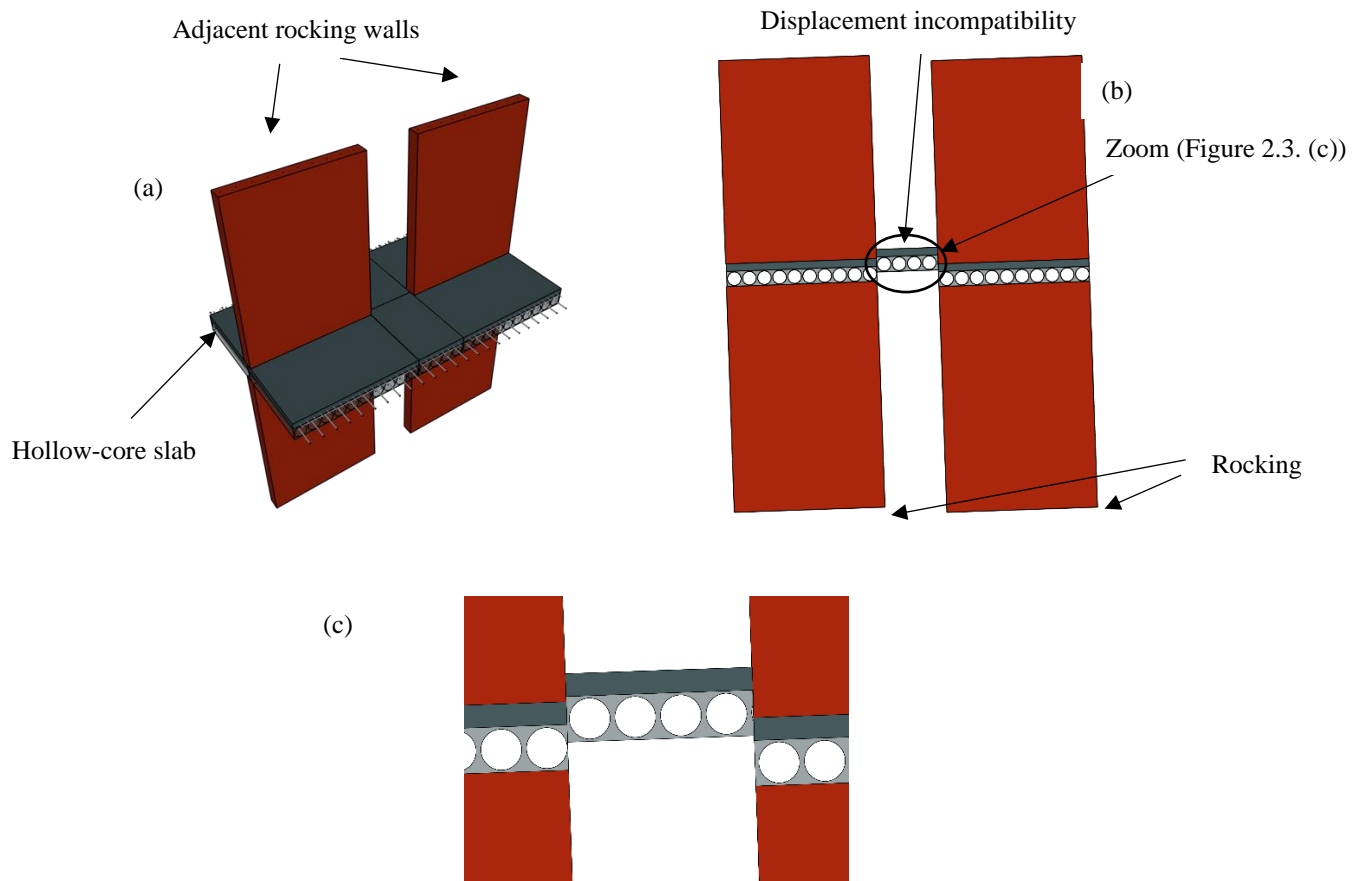 Adjacent rocking walls
Displacement incompatibility
(a)
(b)
Zoom (Figure 2.3. (c))
Hollow-core slab
Rocking
(c)